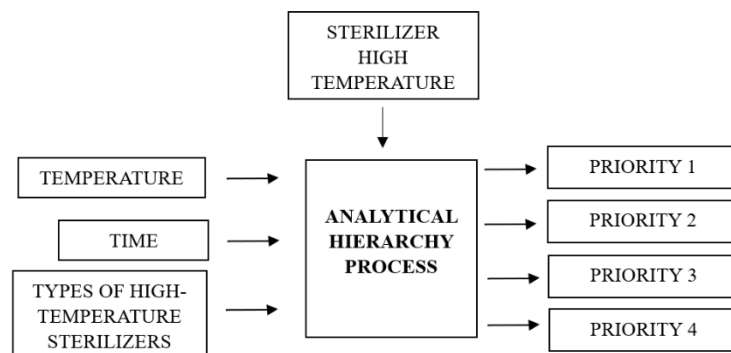 STERILIZER
HIGH
TEMPERATURE
TEMPERATURE
TIME
TYPES OF HIGH-
TEMPERATURE
STERILIZERS
ANALYTICAL
HIERARCHY
PROCESS
PRIORITY 1
PRIORITY 2
PRIORITY 3
PRIORITY 4